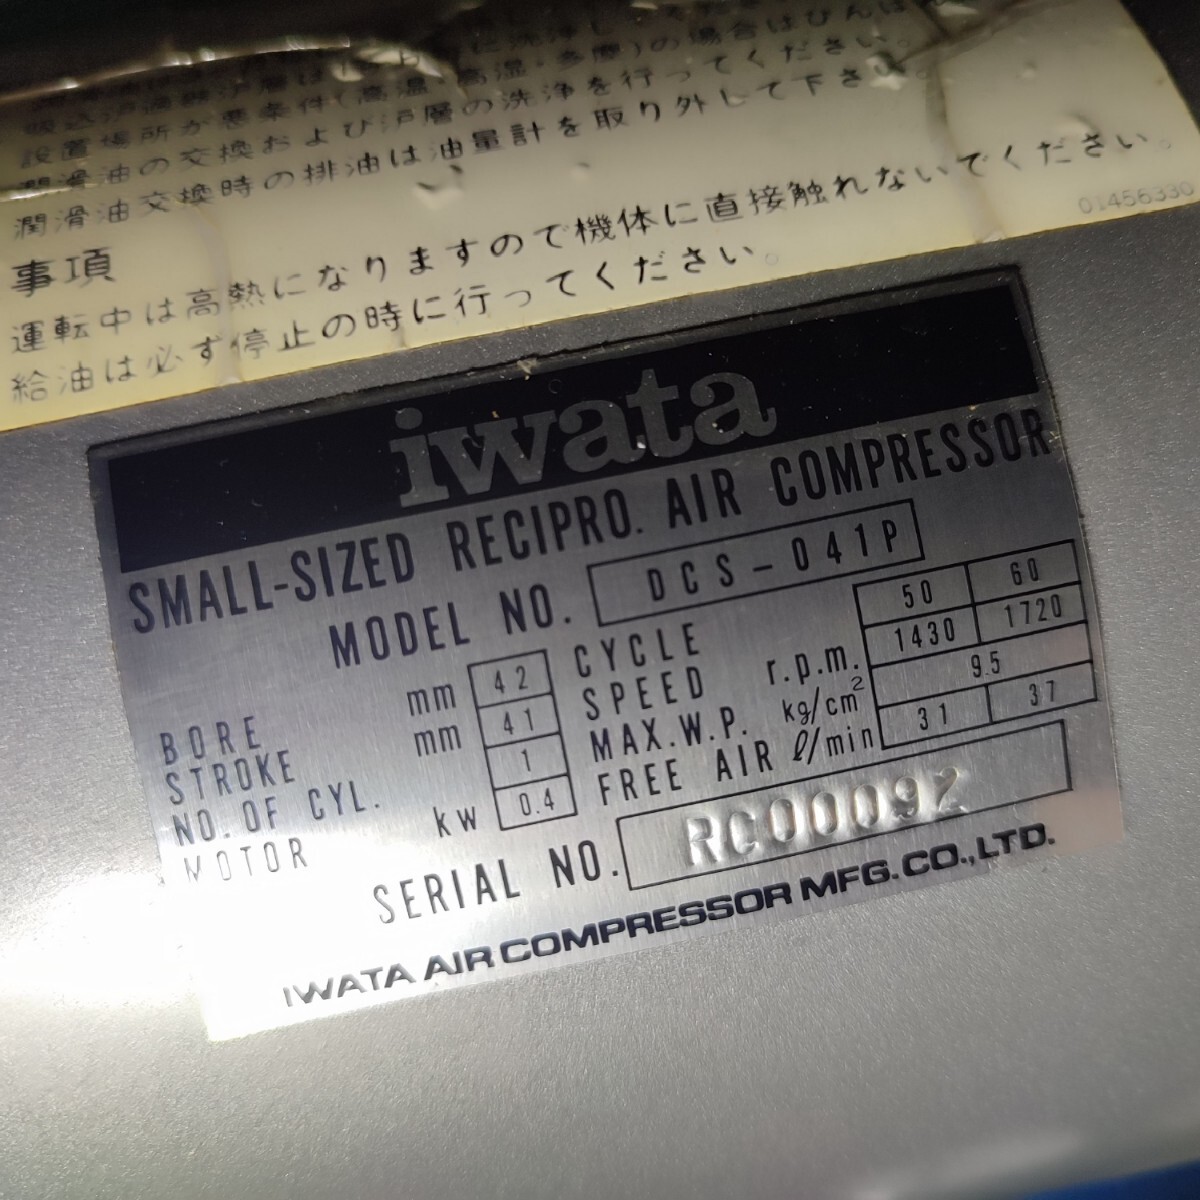 設置場所が悪条件(高温、高湿・多塵)の場合はひんぱんに
潤滑油の交換および沪層の洗浄を行ってください。
潤滑油交換時の排油は油量計を取り外して下さい。
01456330
事項
運転中は高熱になりますので機体に直接触れないでください。
給油は必ず停止の時に行ってください。
iwata
SMALL-SIZED RECIPRO. AIR COMPRESSOR
MODEL NO. DCS-041P
BORE mm 42
STROKE mm 41
NO. OF CYL. 1
MOTOR kw 0.4
CYCLE 50 60
SPEED r.p.m. 1430 1720
MAX.W.P. kg/cm² 9.5
FREE AIR ℓ/min 31 37
SERIAL NO. RC00092
IWATA AIR COMPRESSOR MFG.CO.,LTD.